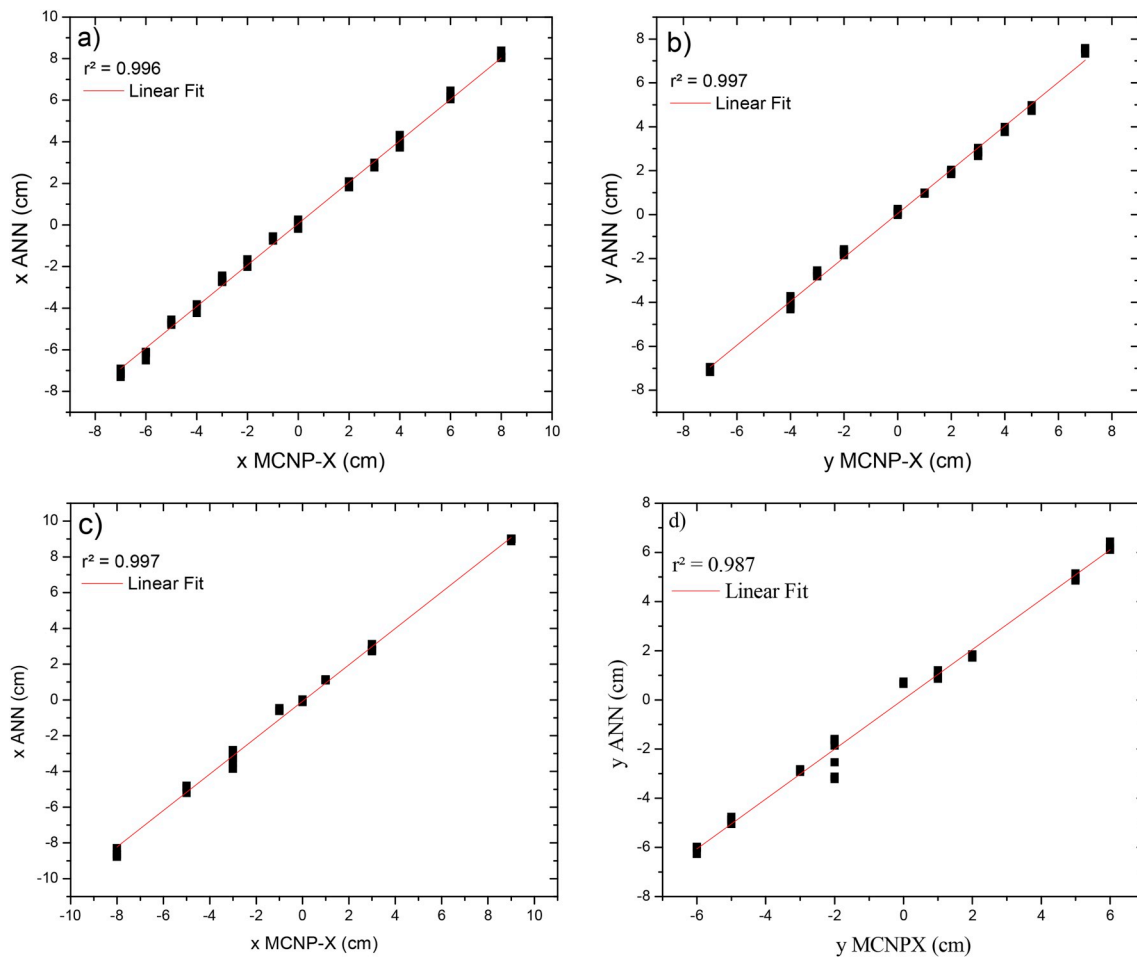 a)
r² = 0.996
Linear Fit
10
8
6
4
2
0
-2
-4
-6
-8
x ANN (cm)
-8 -6 -4 -2 0 2 4 6 8 10
x MCNP-X (cm)
b)
r² = 0.997
Linear Fit
8
6
4
2
0
-2
-4
-6
-8
y ANN (cm)
-8 -6 -4 -2 0 2 4 6 8
y MCNP-X (cm)
c)
r² = 0.997
Linear Fit
10
8
6
4
2
0
-2
-4
-6
-8
-10
x ANN (cm)
-10 -8 -6 -4 -2 0 2 4 6 8 10
x MCNP-X (cm)
d)
r² = 0.987
Linear Fit
8
6
4
2
0
-2
-4
-6
-8
y ANN (cm)
-6 -4 -2 0 2 4 6
y MCNPX (cm)